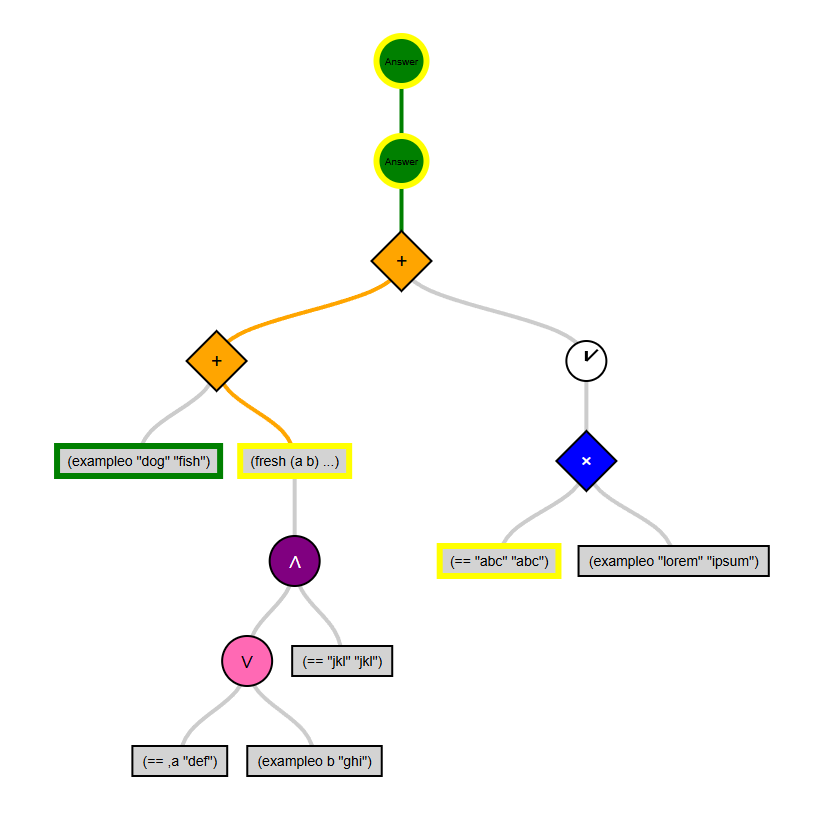 Answer
Answer
+
+
(exampleo "dog" "fish")
(fresh (a b) ...)
×
(== "abc" "abc")
(exampleo "lorem" "ipsum")
Λ
V
(== "jkl" "jkl")
(== ,a "def")
(exampleo b "ghi")